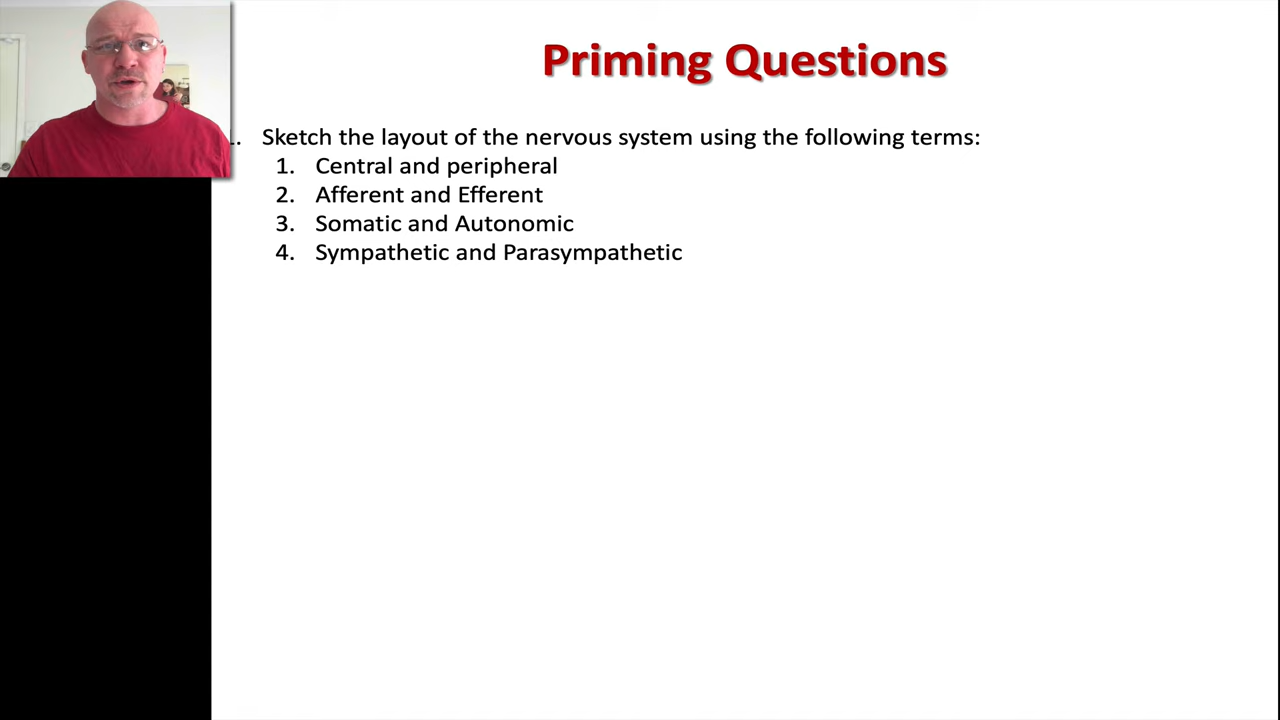 Priming Questions
1. Sketch the layout of the nervous system using the following terms:
1. Central and peripheral
2. Afferent and Efferent
3. Somatic and Autonomic
4. Sympathetic and Parasympathetic